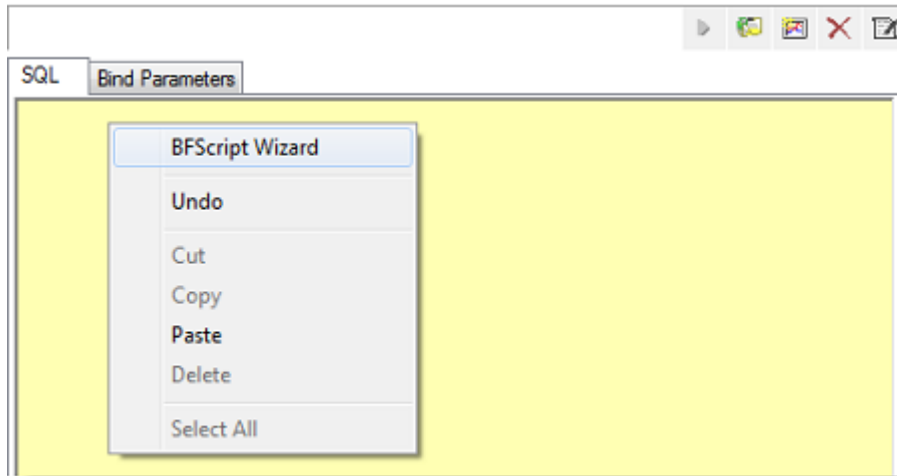 SQL
Bind Parameters
BFScript Wizard
Undo
Cut
Copy
Paste
Delete
Select All